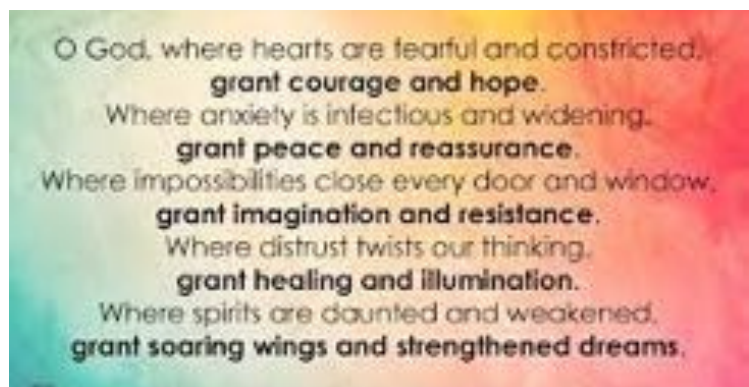 O God, where hearts are fearful and constricted,
grant courage and hope.
Where anxiety is infectious and widening,
grant peace and reassurance.
Where impossibilities close every door and window,
grant imagination and resistance.
Where distrust twists our thinking,
grant healing and illumination.
Where spirits are daunted and weakened,
grant soaring wings and strengthened dreams.